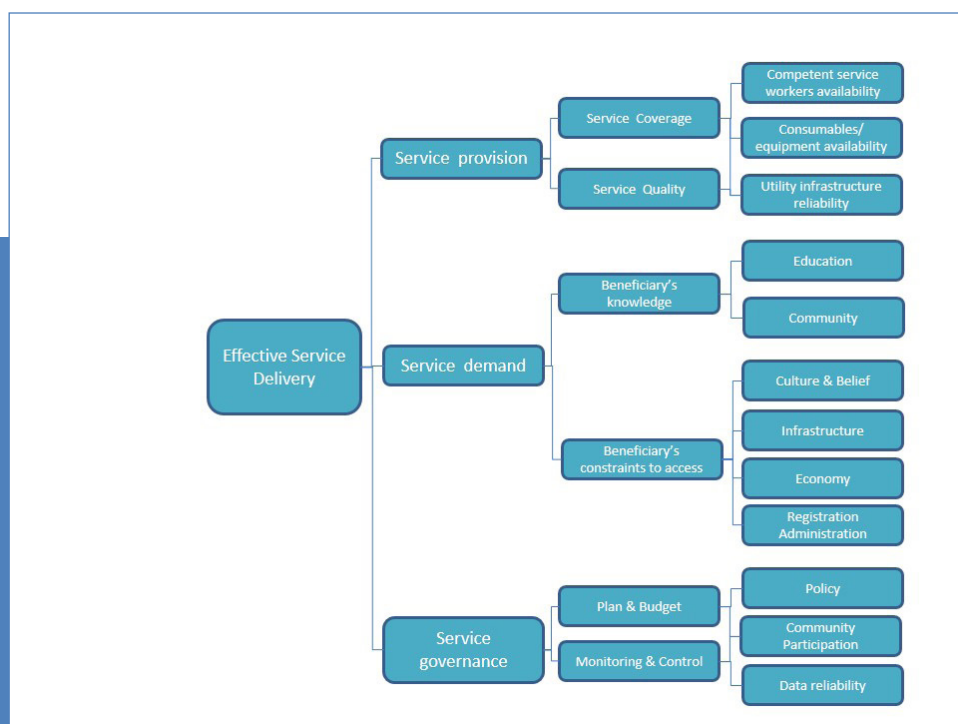 Effective Service
Delivery
Service provision
Service Coverage
Service Quality
Competent service
workers availability
Consumables/
equipment availability
Utility infrastructure
reliability
Service demand
Beneficiary's
knowledge
Education
Community
Beneficiary's
constraints to access
Culture & Belief
Infrastructure
Economy
Registration
Administration
Service
governance
Plan & Budget
Monitoring & Control
Policy
Community
Participation
Data reliability